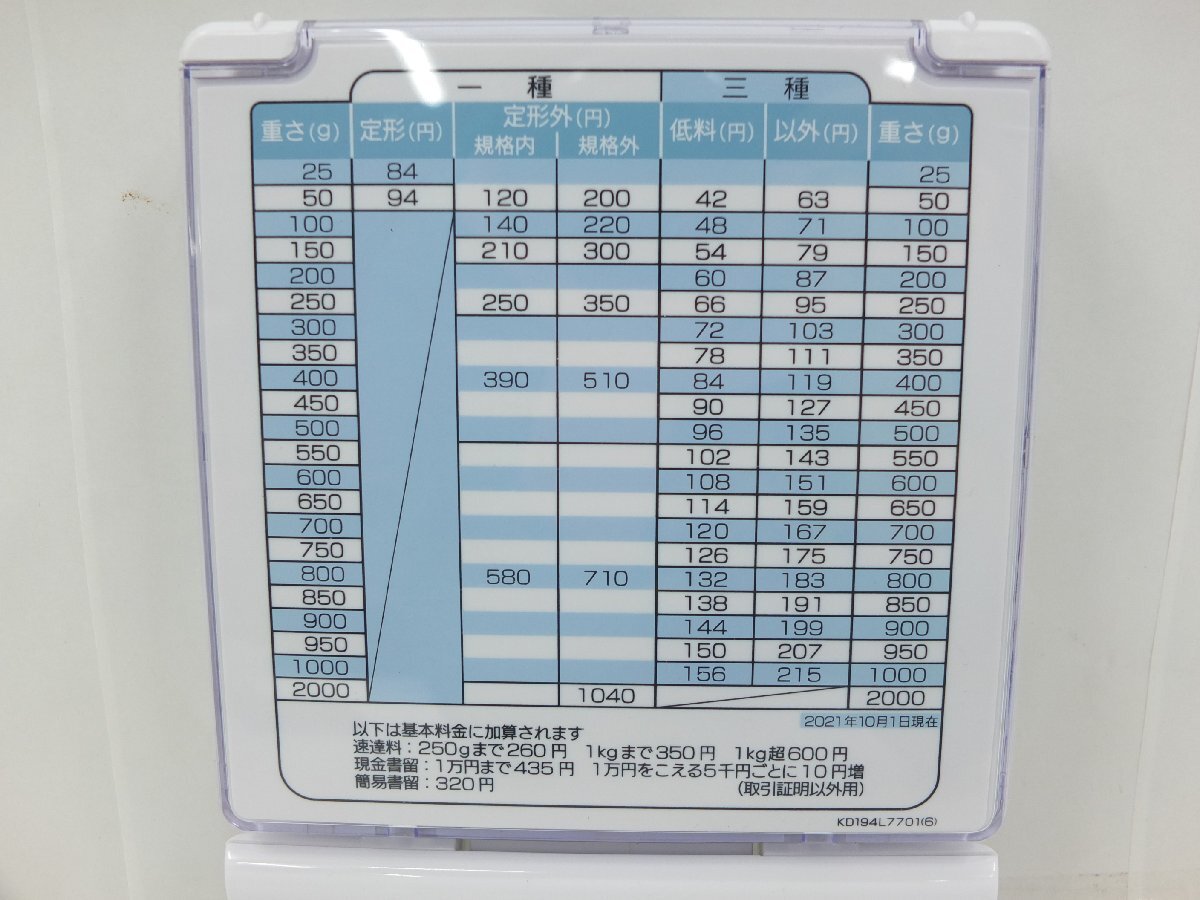 一種 三種
重さ(g) 定形(円) 定形外(円) 低料(円) 以外(円) 重さ(g)
規格内 規格外
25 84 25
50 94 120 200 42 63 50
100 140 220 48 71 100
150 210 300 54 79 150
200 60 87 200
250 250 350 66 95 250
300 72 103 300
350 78 111 350
400 390 510 84 119 400
450 90 127 450
500 96 135 500
550 102 143 550
600 108 151 600
650 114 159 650
700 120 167 700
750 126 175 750
800 580 710 132 183 800
850 138 191 850
900 144 199 900
950 150 207 950
1000 156 215 1000
2000 1040 2000
2021年10月1日現在
以下は基本料金に加算されます
速達料：250gまで260円 1kgまで350円 1kg超600円
現金書留：1万円まで435円 1万円をこえる5千円ごとに10円増
簡易書留：320円 (取引証明以外用)
KD194L7701(6)